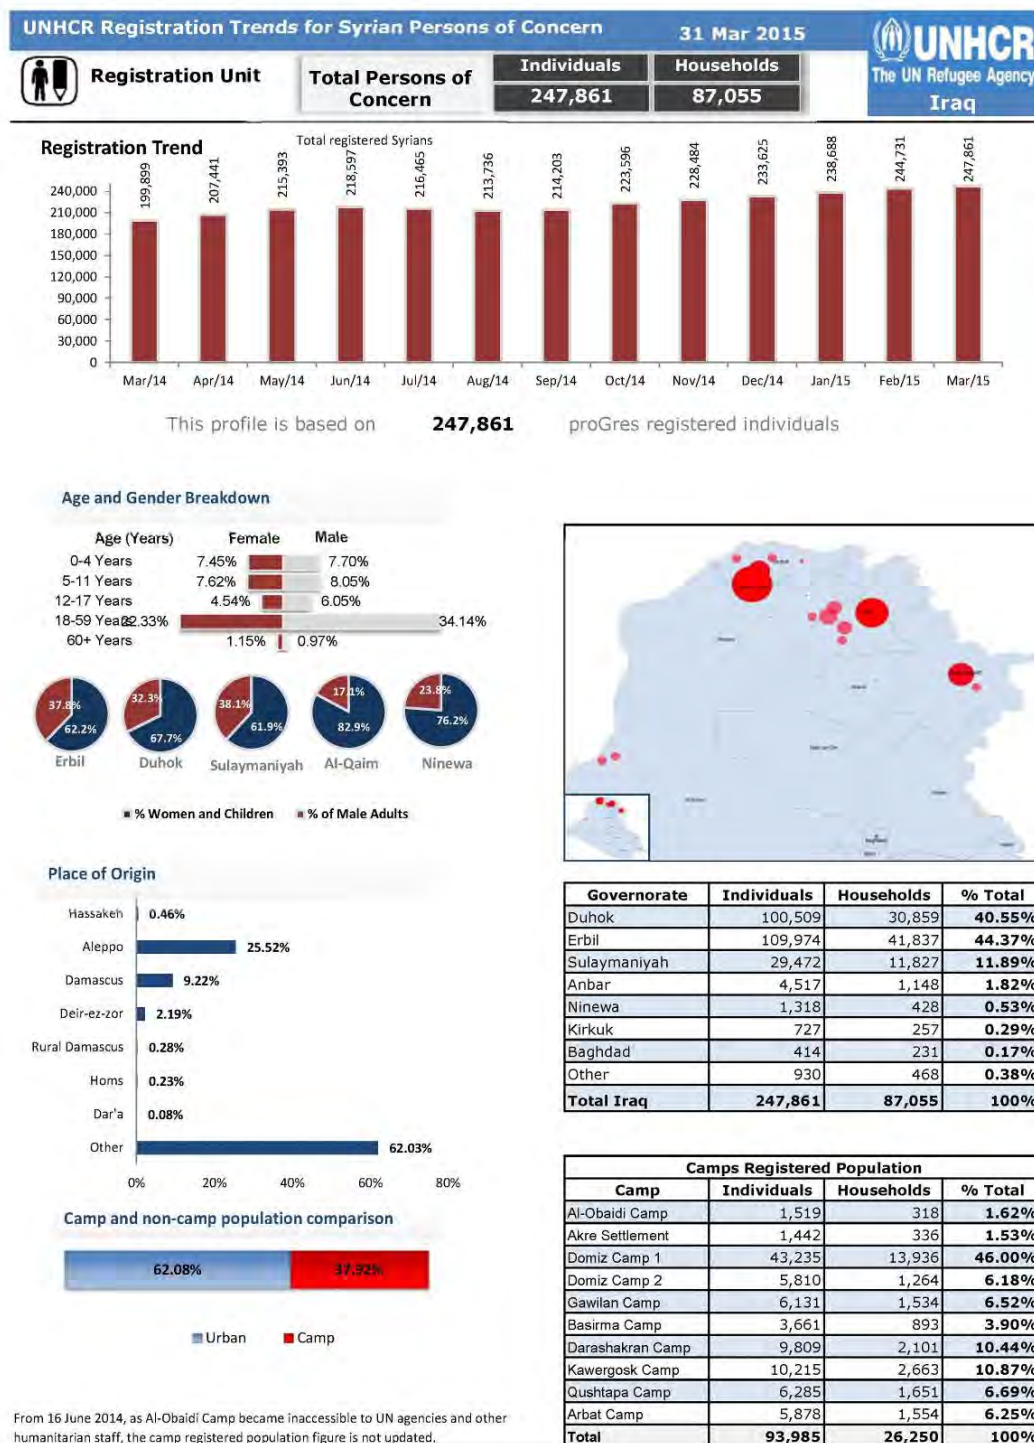 UNHCR Registration Trends for Syrian Persons of Concern
31 Mar 2015
UNHCR
The UN Refugee Agency
Iraq
Registration Unit
Total Persons of Concern
Individuals Households
247,861 87,055
Registration Trend
Total registered Syrians
199,899 207,441 215,393 218,597 216,465 213,736 214,203 223,596 228,484 233,625 238,688 244,731 247,861
240,000
210,000
180,000
150,000
120,000
90,000
60,000
30,000
0
Mar/14 Apr/14 May/14 Jun/14 Jul/14 Aug/14 Sep/14 Oct/14 Nov/14 Dec/14 Jan/15 Feb/15 Mar/15
This profile is based on 247,861 proGres registered individuals
Age and Gender Breakdown
Age (Years) Female Male
0-4 Years 7.45% 7.70%
5-11 Years 7.62% 8.05%
12-17 Years 4.54% 6.05%
18-59 Years 22.33% 34.14%
60+ Years 1.15% 0.97%
37.8% 62.2%
32.3% 67.7%
38.1% 61.9%
17.1% 82.9%
23.8% 76.2%
Erbil Duhok Sulaymaniyah Al-Qaim Ninewa
% Women and Children % of Male Adults
Place of Origin
Hassakeh 0.46%
Aleppo 25.52%
Damascus 9.22%
Deir-ez-zor 2.19%
Rural Damascus 0.28%
Homs 0.23%
Dar'a 0.08%
Other 62.03%
0% 20% 40% 60% 80%
Camp and non-camp population comparison
62.08% 37.92%
Urban Camp
From 16 June 2014, as Al-Obaidi Camp became inaccessible to UN agencies and other
humanitarian staff, the camp registered population figure is not updated.
Governorate Individuals Households % Total
Duhok 100,509 30,859 40.55%
Erbil 109,974 41,837 44.37%
Sulaymaniyah 29,472 11,827 11.89%
Anbar 4,517 1,148 1.82%
Ninewa 1,318 428 0.53%
Kirkuk 727 257 0.29%
Baghdad 414 231 0.17%
Other 930 468 0.38%
Total Iraq 247,861 87,055 100%
Camps Registered Population
Camp Individuals Households % Total
Al-Obaidi Camp 1,519 318 1.62%
Akre Settlement 1,442 336 1.53%
Domiz Camp 1 43,235 13,936 46.00%
Domiz Camp 2 5,810 1,264 6.18%
Gawilan Camp 6,131 1,534 6.52%
Basirma Camp 3,661 893 3.90%
Darashakran Camp 9,809 2,101 10.44%
Kawergosk Camp 10,215 2,663 10.87%
Qushtapa Camp 6,285 1,651 6.69%
Arbat Camp 5,878 1,554 6.25%
Total 93,985 26,250 100%